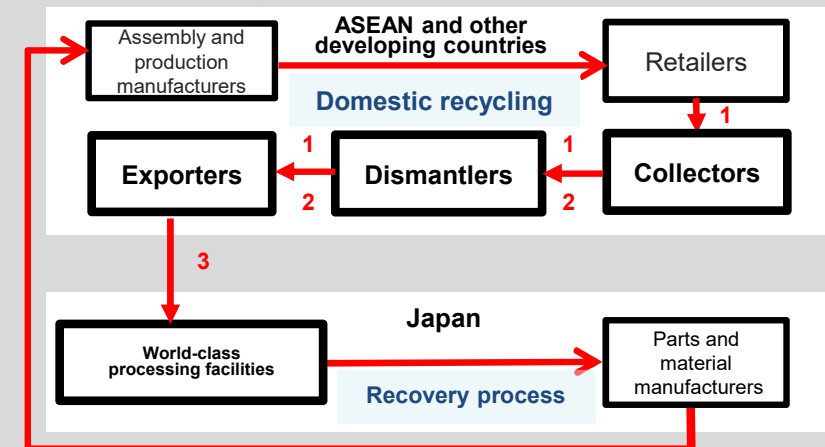 Assembly and
production
manufacturers
ASEAN and other
developing countries
Domestic recycling
Retailers
1
Exporters
1
2
Dismantlers
1
2
Collectors
3
Japan
World-class
processing facilities
Recovery process
Parts and
material
manufacturers